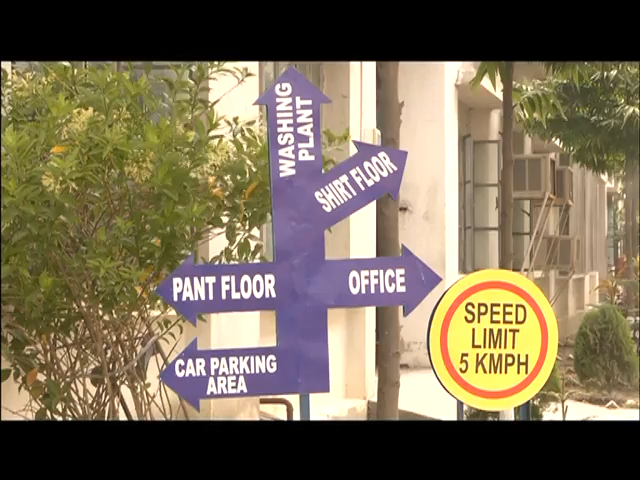 WASHING
PLANT
SHIRT FLOOR
PANT FLOOR
OFFICE
CAR PARKING
AREA
SPEED
LIMIT
5 KMPH